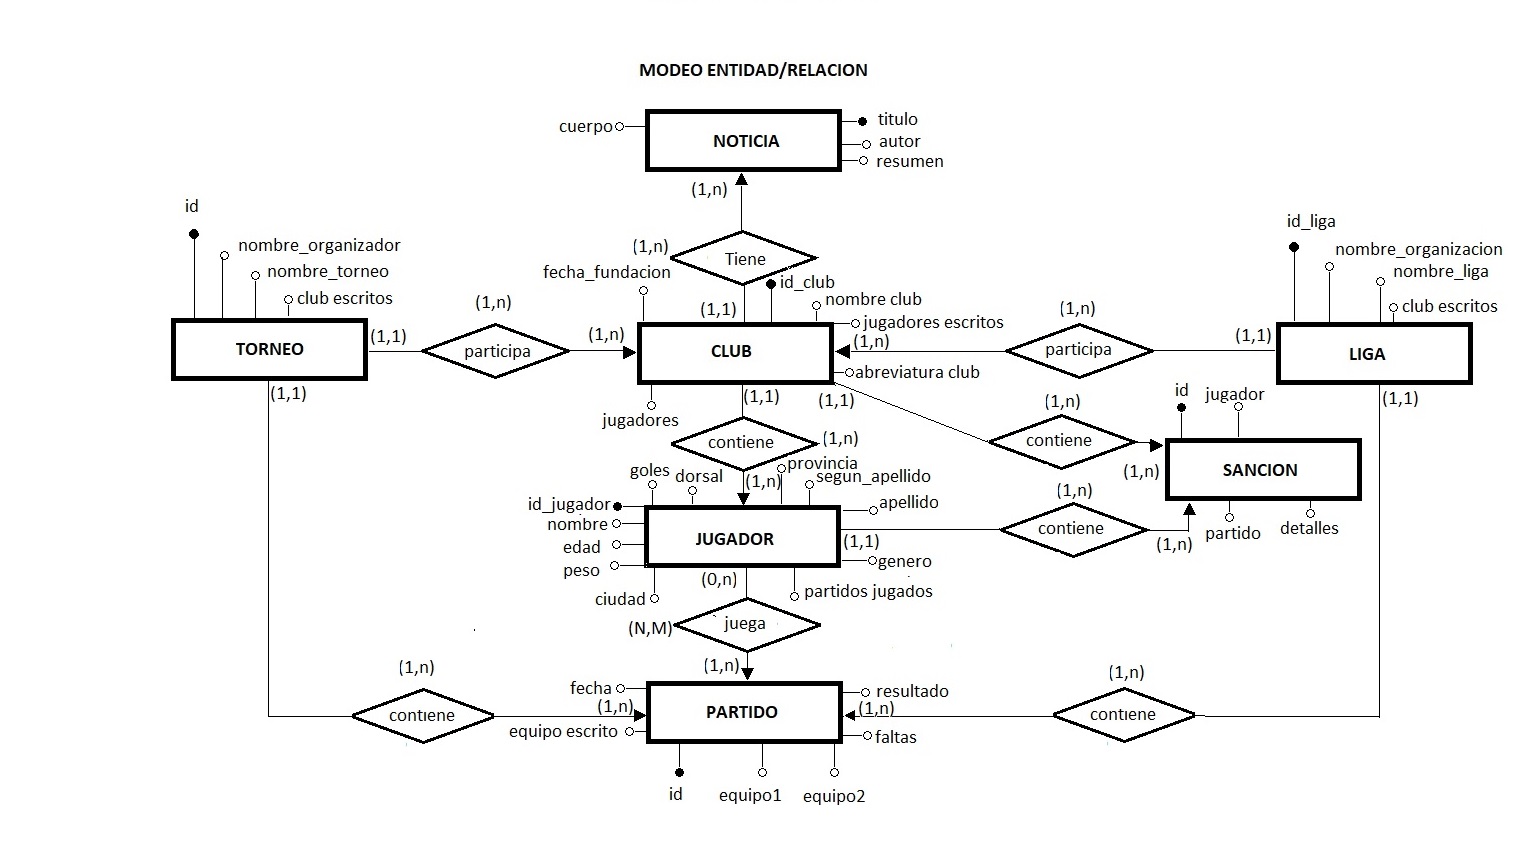 MODEO ENTIDAD/RELACION
cuerpo
NOTICIA
titulo
autor
resumen
(1,n)
id
nombre_organizador
nombre_torneo
club escritos
(1,n)
Tiene
fecha_fundacion
id_club
nombre club
jugadores escritos
(1,1)
id_liga
nombre_organizacion
nombre_liga
club escritos
TORNEO
(1,1)
(1,n)
participa
(1,n)
CLUB
(1,n)
abreviatura club
(1,n)
participa
(1,1)
LIGA
(1,1)
jugadores
(1,1)
(1,1)
(1,1)
contiene
(1,n)
(1,n)
contiene
(1,n)
id
jugador
SANCION
partido
detalles
goles
dorsal
(1,n)
provincia
segun_apellido
apellido
id_jugador
nombre
edad
peso
ciudad
JUGADOR
(1,1)
genero
partidos jugados
(1,n)
contiene
(1,n)
(0,n)
(N,M)
juega
(1,n)
(1,n)
contiene
(1,n)
fecha
equipo escrito
PARTIDO
resultado
(1,n)
faltas
(1,n)
contiene
id
equipo1
equipo2